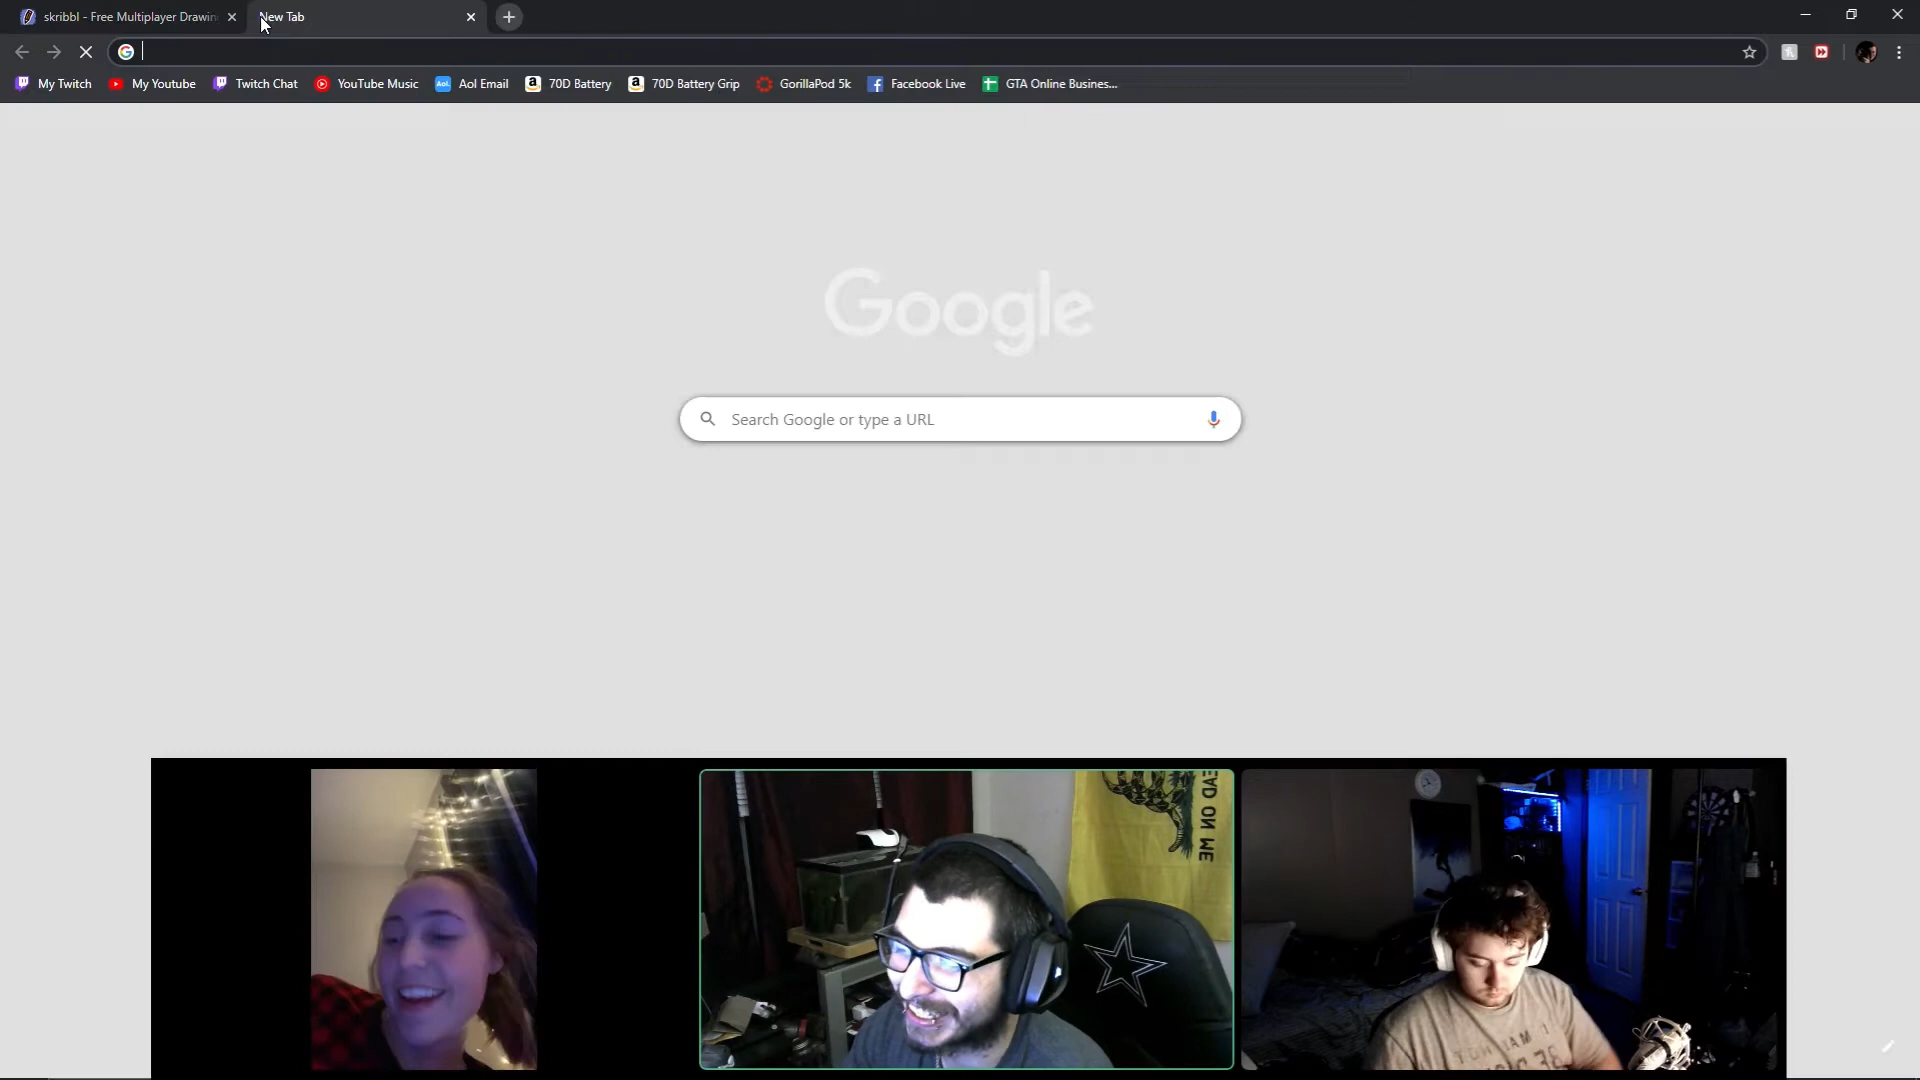 skribbl - Free Multiplayer Drawin
New Tab
My Twitch
My Youtube
Twitch Chat
YouTube Music
Aol Email
70D Battery
70D Battery Grip
GorillaPod 5k
Facebook Live
GTA Online Busines...
Google
Search Google or type a URL
EAD ON ME